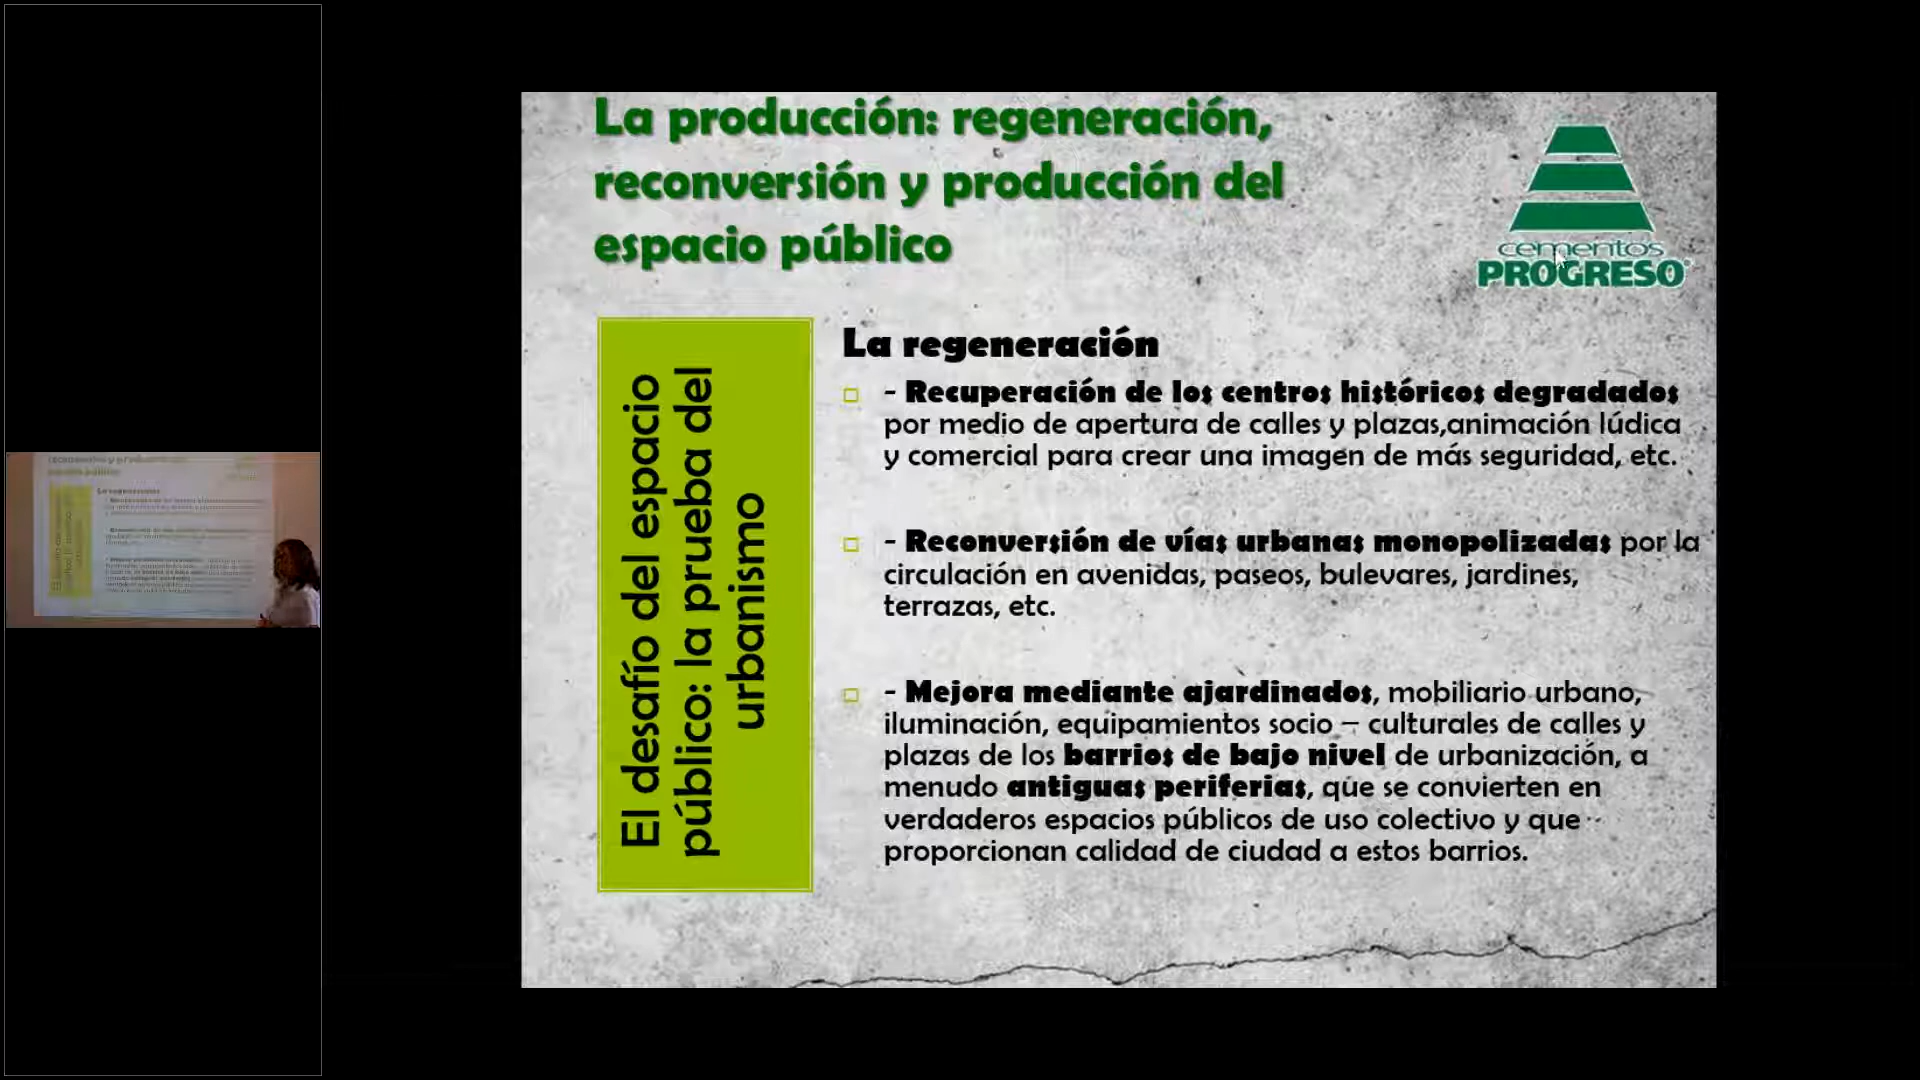 La producción: regeneración,
reconversión y producción del
espacio público
cementos
PROGRESO
El desafío del espacio
público: la prueba del
urbanismo
La regeneración
- Recuperación de los centros históricos degradados
por medio de apertura de calles y plazas,animación lúdica
y comercial para crear una imagen de más seguridad, etc.
- Reconversión de vías urbanas monopolizadas por la
circulación en avenidas, paseos, bulevares, jardines,
terrazas, etc.
- Mejora mediante ajardinados, mobiliario urbano,
iluminación, equipamientos socio – culturales de calles y
plazas de los barrios de bajo nivel de urbanización, a
menudo antiguas periferias, que se convierten en
verdaderos espacios públicos de uso colectivo y que
proporcionan calidad de ciudad a estos barrios.